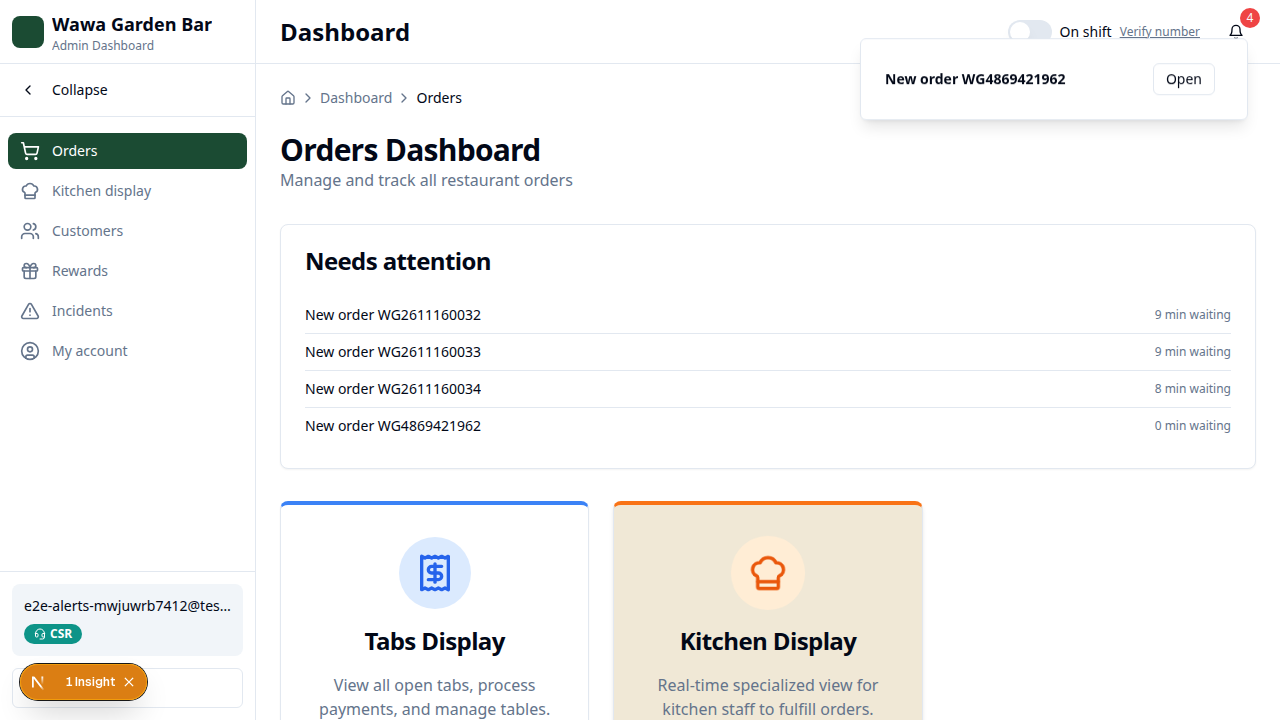 Wawa Garden Bar
Admin Dashboard
Collapse
Orders
Kitchen display
Customers
Rewards
Incidents
My account
e2e-alerts-mwjuwrb7412@tes...
CSR
1 Insight
Dashboard
On shift
Verify number
4
New order WG4869421962
Open
Dashboard
Orders
Orders Dashboard
Manage and track all restaurant orders
Needs attention
New order WG2611160032
9 min waiting
New order WG2611160033
9 min waiting
New order WG2611160034
8 min waiting
New order WG4869421962
0 min waiting
Tabs Display
View all open tabs, process
payments, and manage tables.
Kitchen Display
Real-time specialized view for
kitchen staff to fulfill orders.